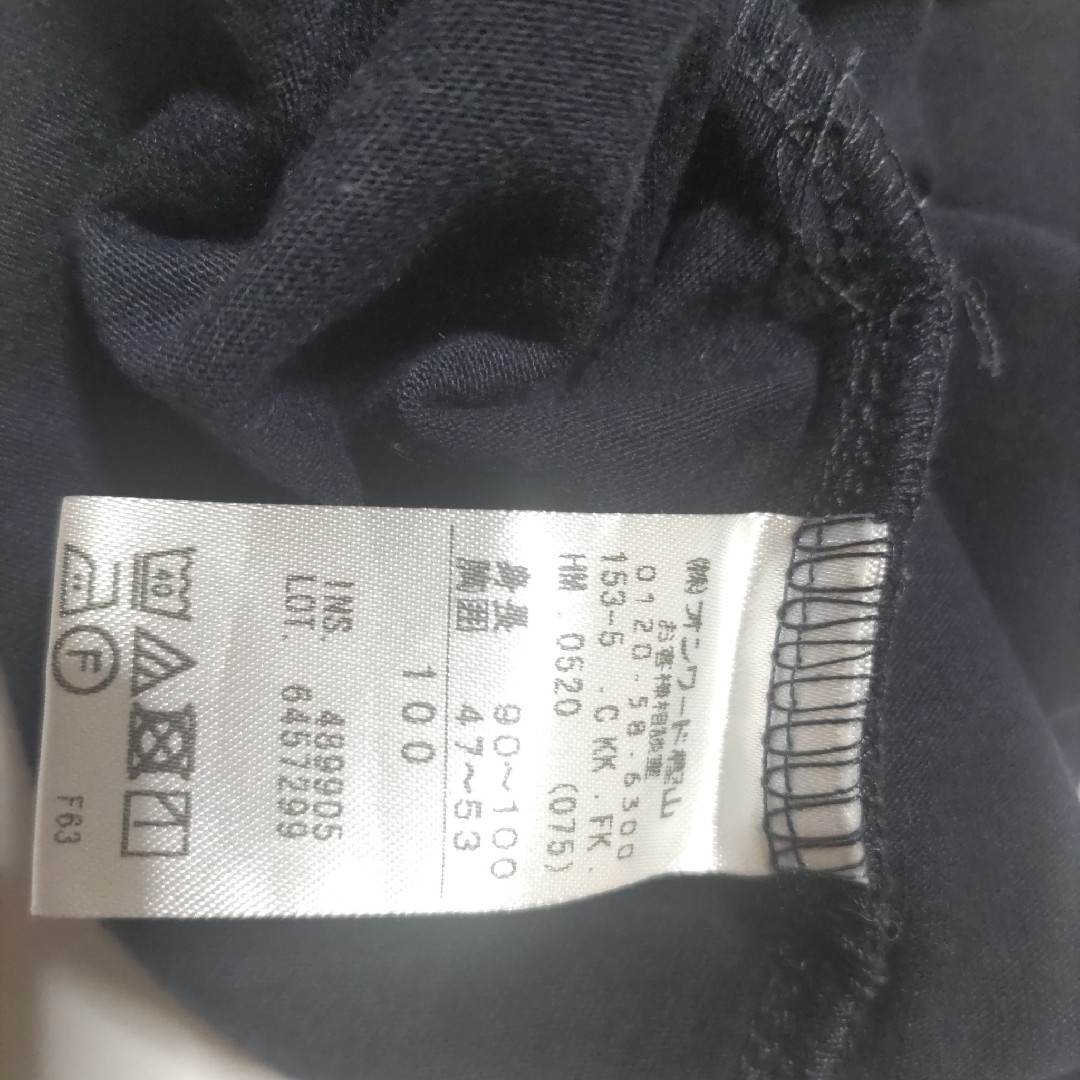 (株)オンワード樫山
お客様相談室
0120.58.6300
153-5 .CKK.FK.
HM.0520 (075)
身長 90~100
胸囲 47~53
100
INS. 489905
LOT. 6457299
40
F
F63